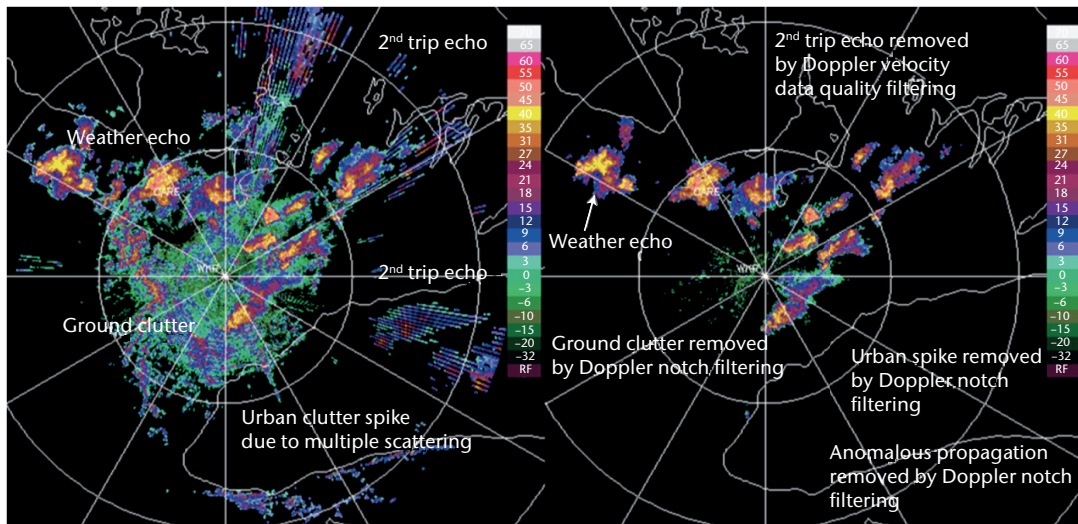 2nd trip echo
Weather echo
CARE
WHR
2nd trip echo
Ground clutter
Urban clutter spike
due to multiple scattering
70
65
60
55
50
45
40
35
31
27
24
21
18
15
12
9
6
3
0
−3
−6
−10
−15
−20
−32
RF
2nd trip echo removed
by Doppler velocity
data quality filtering
CARE
Weather echo
WHR
Ground clutter removed
by Doppler notch filtering
Urban spike removed
by Doppler notch
filtering
Anomalous propagation
removed by Doppler notch
filtering
70
65
60
55
50
45
40
35
31
27
24
21
18
15
12
9
6
3
0
−3
−6
−10
−15
−20
−32
RF